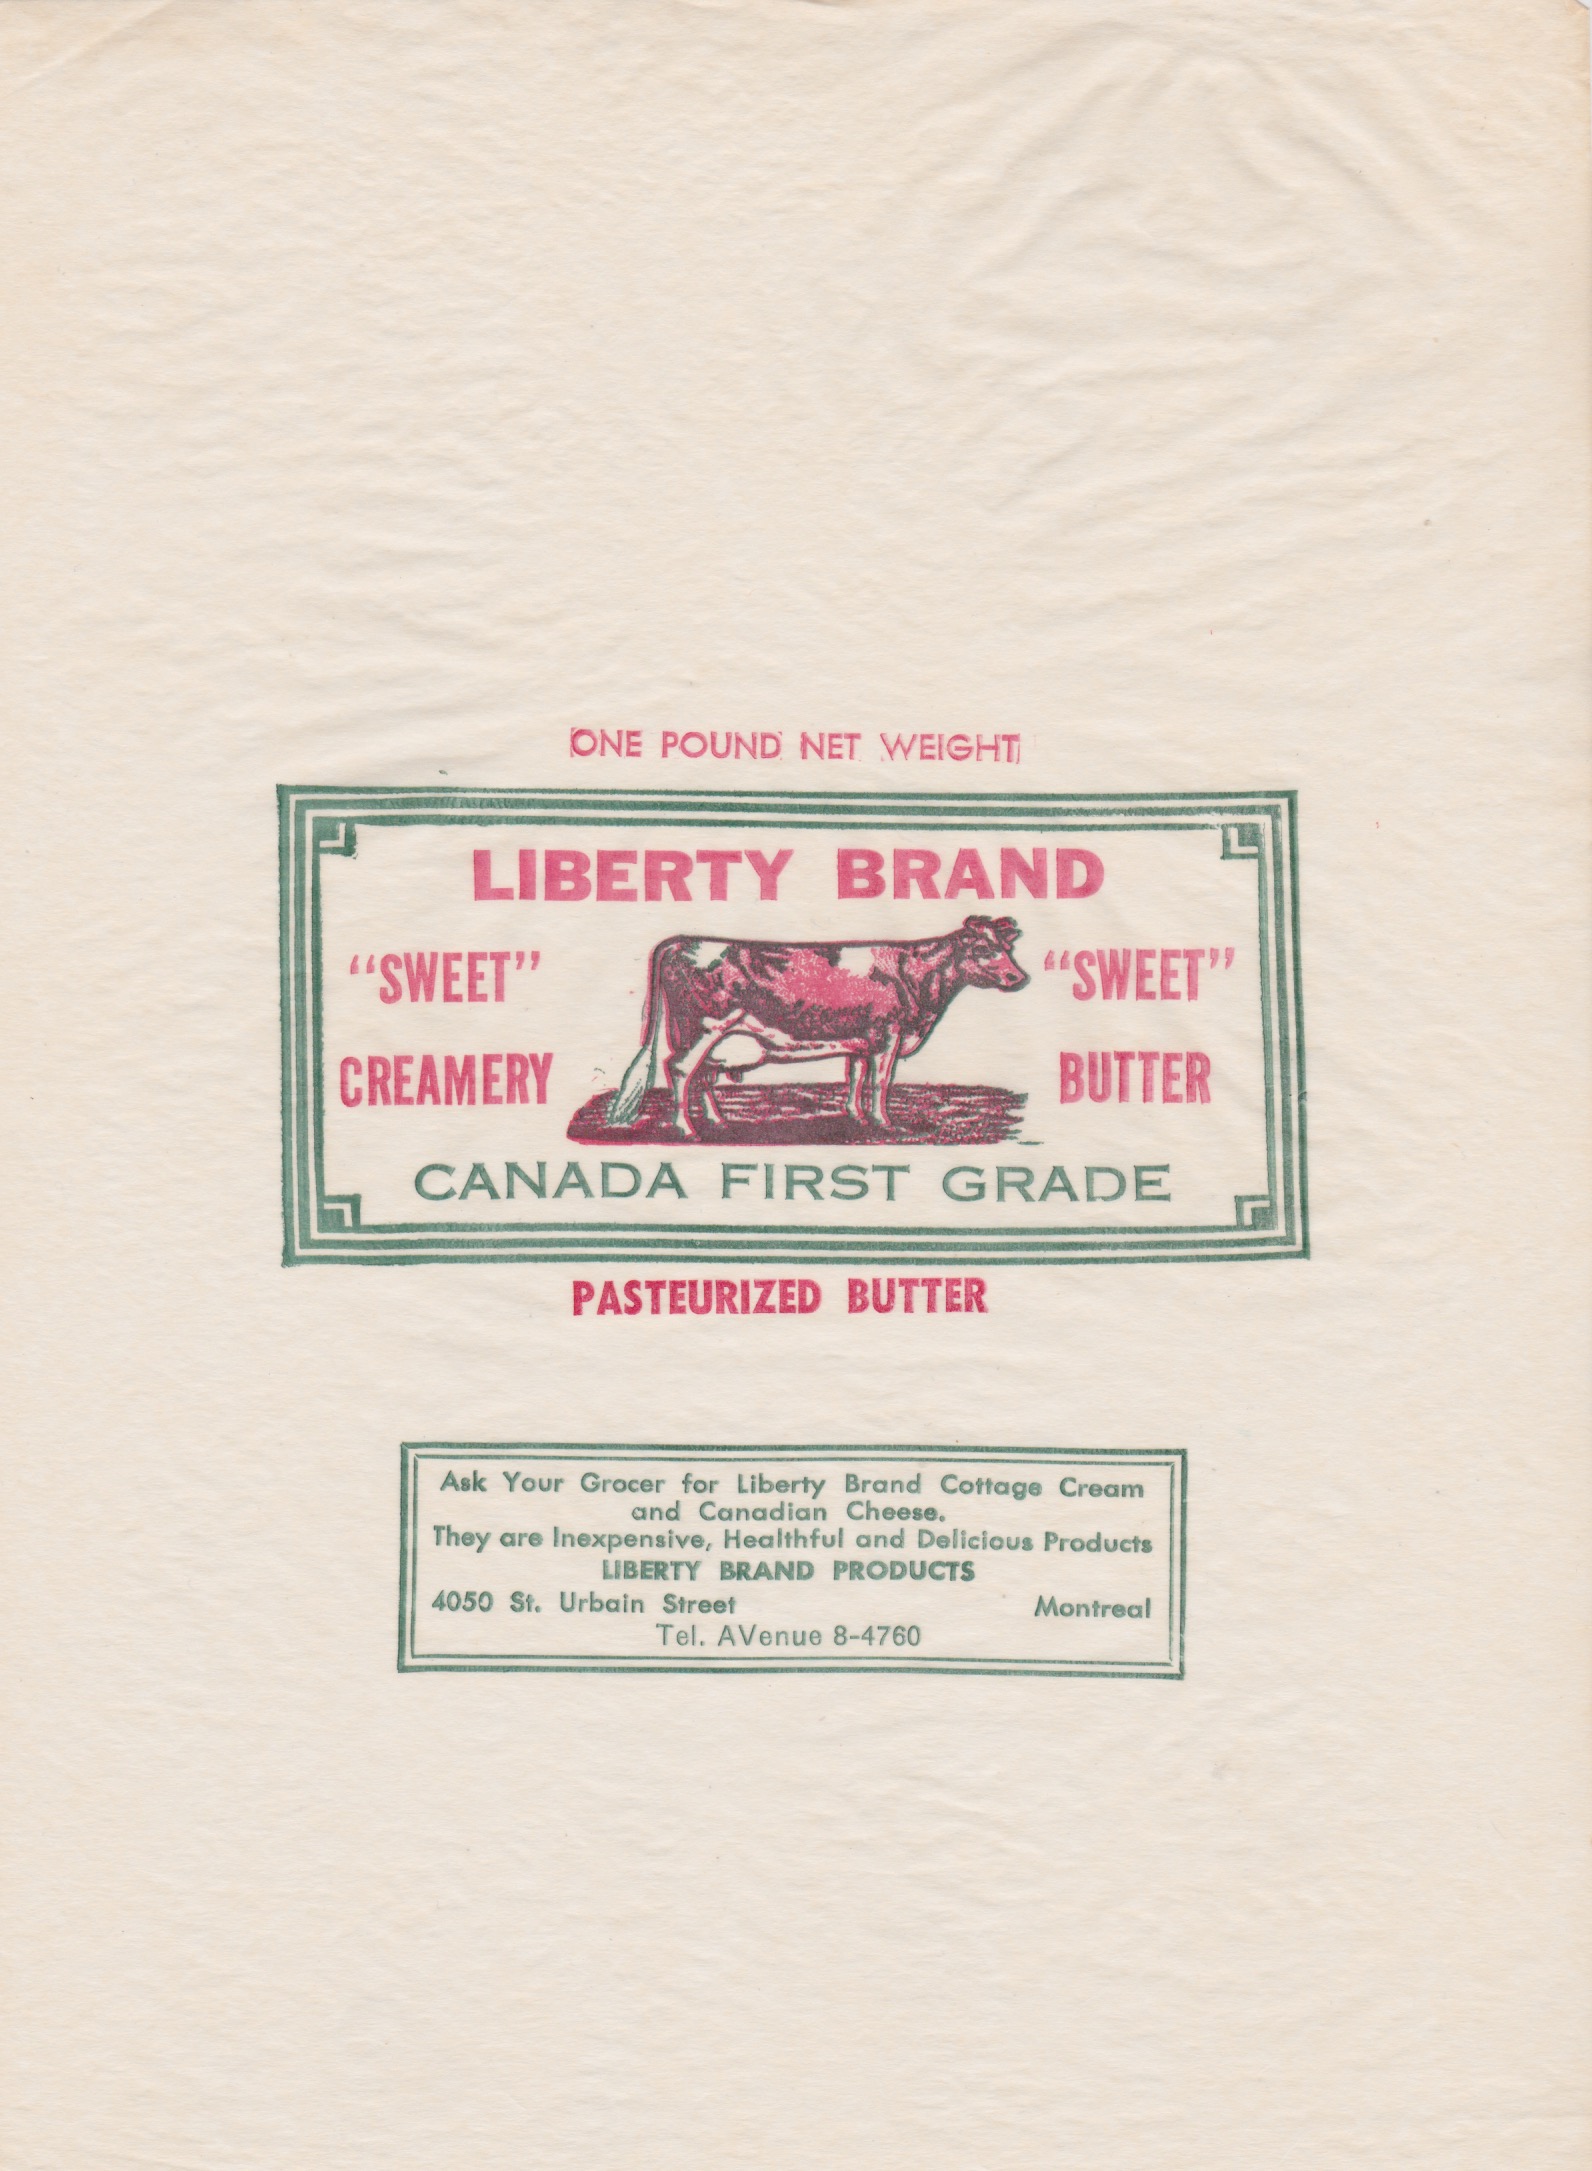 ONE POUND NET WEIGHT
LIBERTY BRAND
“SWEET” “SWEET”
CREAMERY BUTTER
CANADA FIRST GRADE
PASTEURIZED BUTTER
Ask Your Grocer for Liberty Brand Cottage Cream
and Canadian Cheese.
They are Inexpensive, Healthful and Delicious Products
LIBERTY BRAND PRODUCTS
4050 St. Urbain Street Montreal
Tel. AVenue 8-4760